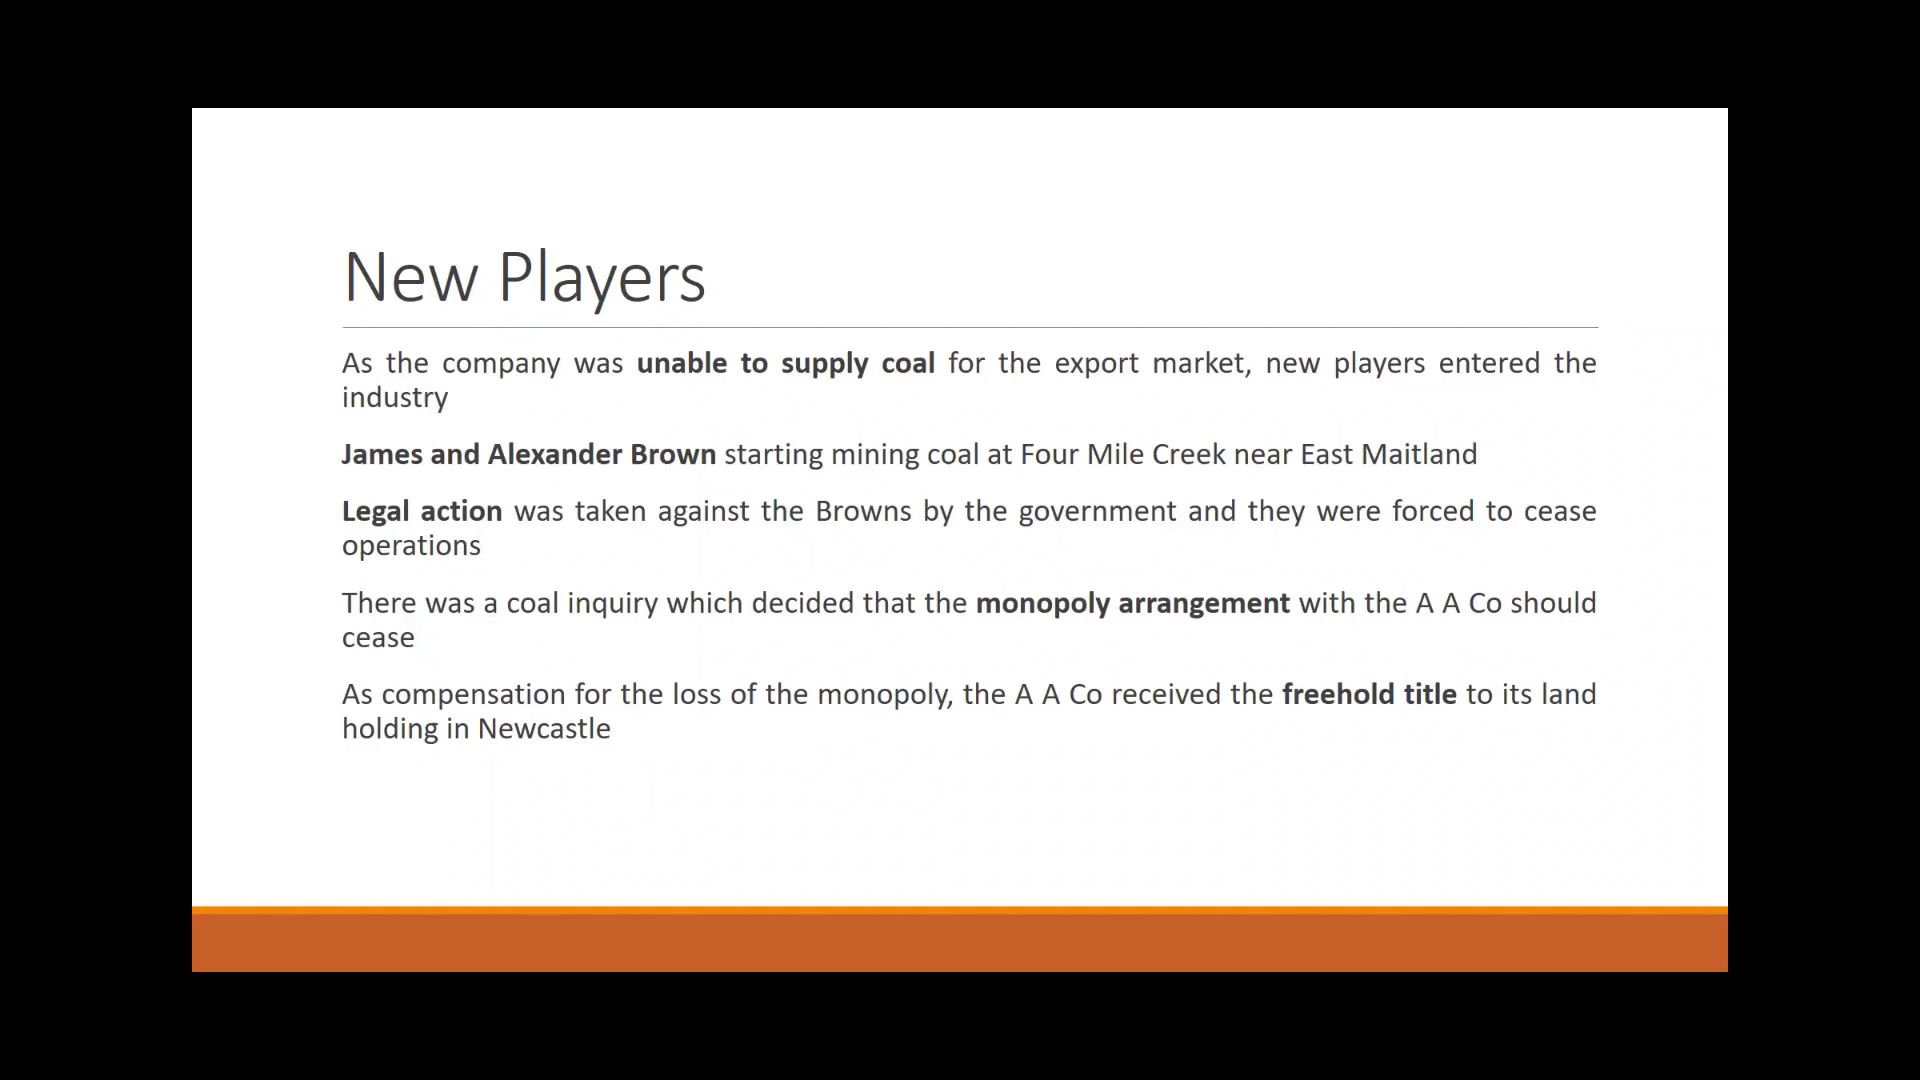 New Players
As the company was unable to supply coal for the export market, new players entered the
industry
James and Alexander Brown starting mining coal at Four Mile Creek near East Maitland
Legal action was taken against the Browns by the government and they were forced to cease
operations
There was a coal inquiry which decided that the monopoly arrangement with the A A Co should
cease
As compensation for the loss of the monopoly, the A A Co received the freehold title to its land
holding in Newcastle